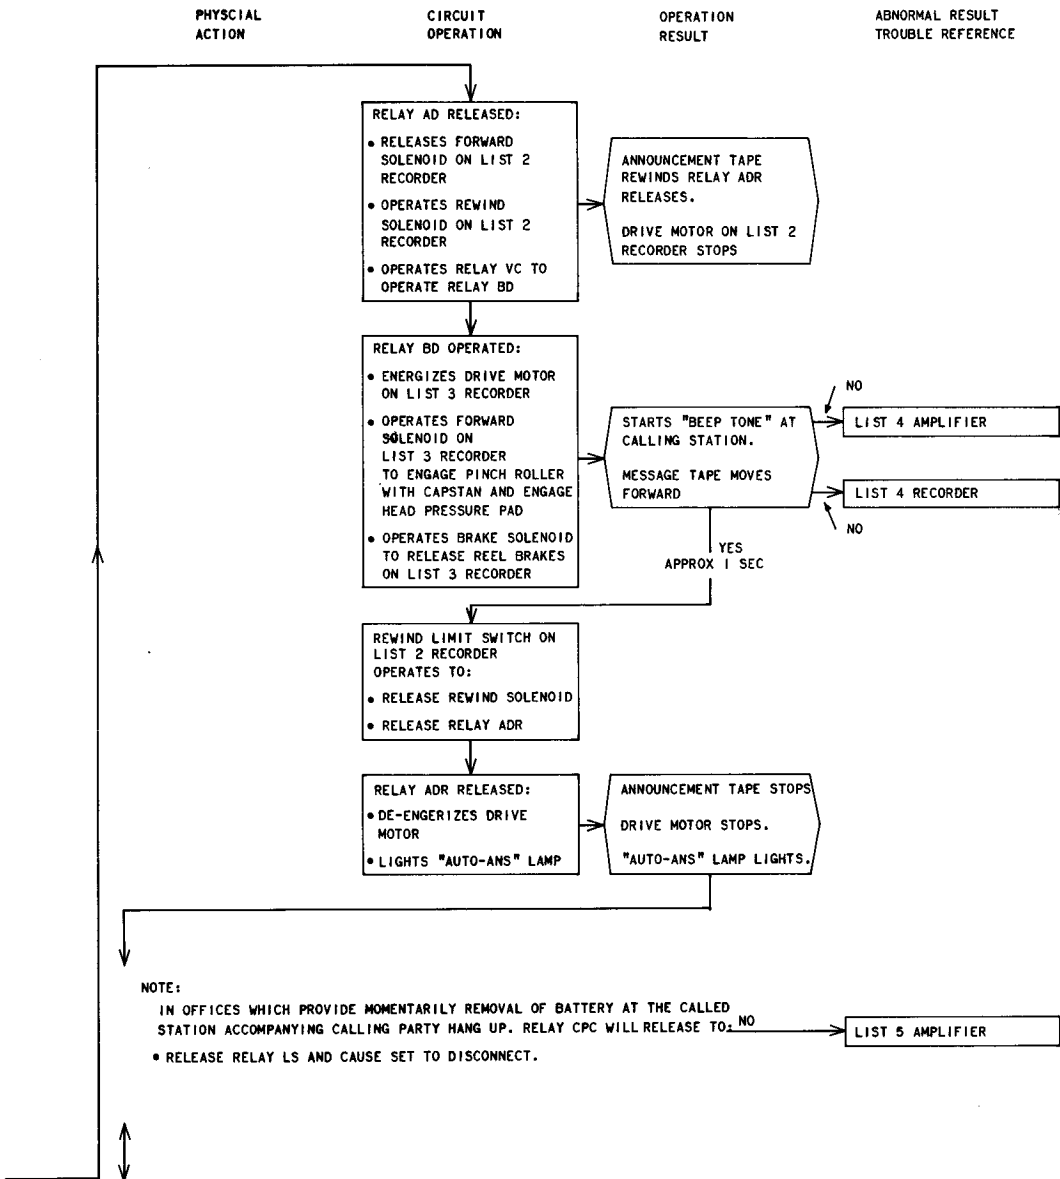 PHYSCIAL
ACTION
CIRCUIT
OPERATION
OPERATION
RESULT
ABNORMAL RESULT
TROUBLE REFERENCE
RELAY AD RELEASED:
• RELEASES FORWARD
SOLENOID ON LIST 2
RECORDER
• OPERATES REWIND
SOLENOID ON LIST 2
RECORDER
• OPERATES RELAY VC TO
OPERATE RELAY BD
ANNOUNCEMENT TAPE
REWINDS RELAY ADR
RELEASES.
DRIVE MOTOR ON LIST 2
RECORDER STOPS
RELAY BD OPERATED:
• ENERGIZES DRIVE MOTOR
ON LIST 3 RECORDER
• OPERATES FORWARD
SOLENOID ON
LIST 3 RECORDER
TO ENGAGE PINCH ROLLER
WITH CAPSTAN AND ENGAGE
HEAD PRESSURE PAD
• OPERATES BRAKE SOLENOID
TO RELEASE REEL BRAKES
ON LIST 3 RECORDER
STARTS "BEEP TONE" AT
CALLING STATION.
MESSAGE TAPE MOVES
FORWARD
NO
LIST 4 AMPLIFIER
LIST 4 RECORDER
NO
YES
APPROX 1 SEC
REWIND LIMIT SWITCH ON
LIST 2 RECORDER
OPERATES TO:
• RELEASE REWIND SOLENOID
• RELEASE RELAY ADR
RELAY ADR RELEASED:
• DE-ENGERIZES DRIVE
MOTOR
• LIGHTS "AUTO-ANS" LAMP
ANNOUNCEMENT TAPE STOPS
DRIVE MOTOR STOPS.
"AUTO-ANS" LAMP LIGHTS.
NOTE:
IN OFFICES WHICH PROVIDE MOMENTARILY REMOVAL OF BATTERY AT THE CALLED
STATION ACCOMPANYING CALLING PARTY HANG UP. RELAY CPC WILL RELEASE TO:
NO
LIST 5 AMPLIFIER
• RELEASE RELAY LS AND CAUSE SET TO DISCONNECT.